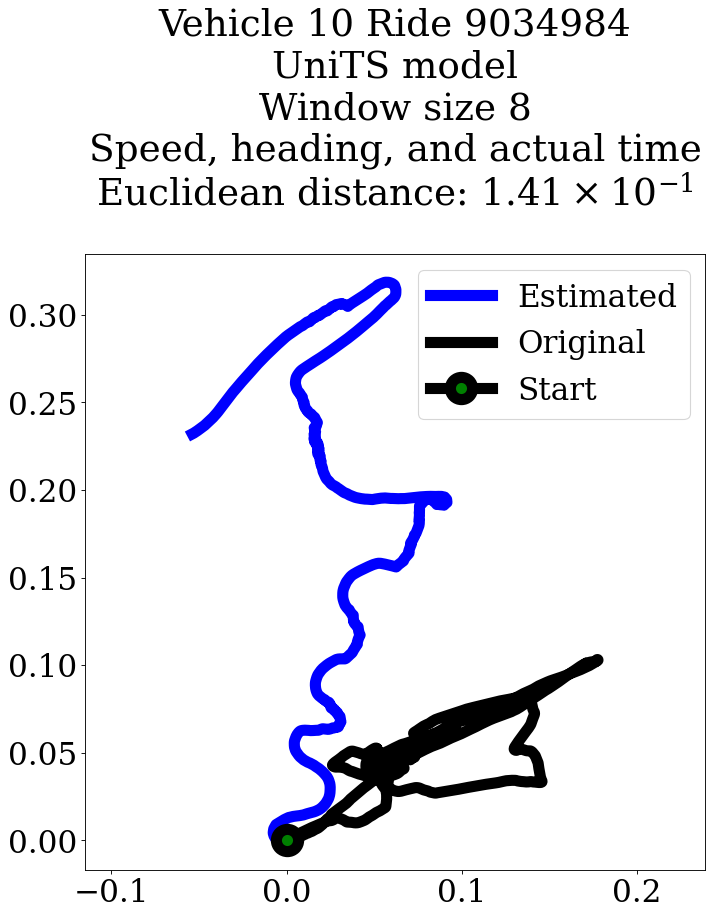 Vehicle 10 Ride 9034984
UniTS model
Window size 8
Speed, heading, and actual time
Euclidean distance: 1.41 × 10⁻¹
Estimated
Original
Start
0.30
0.25
0.20
0.15
0.10
0.05
0.00
−0.1
0.0
0.1
0.2